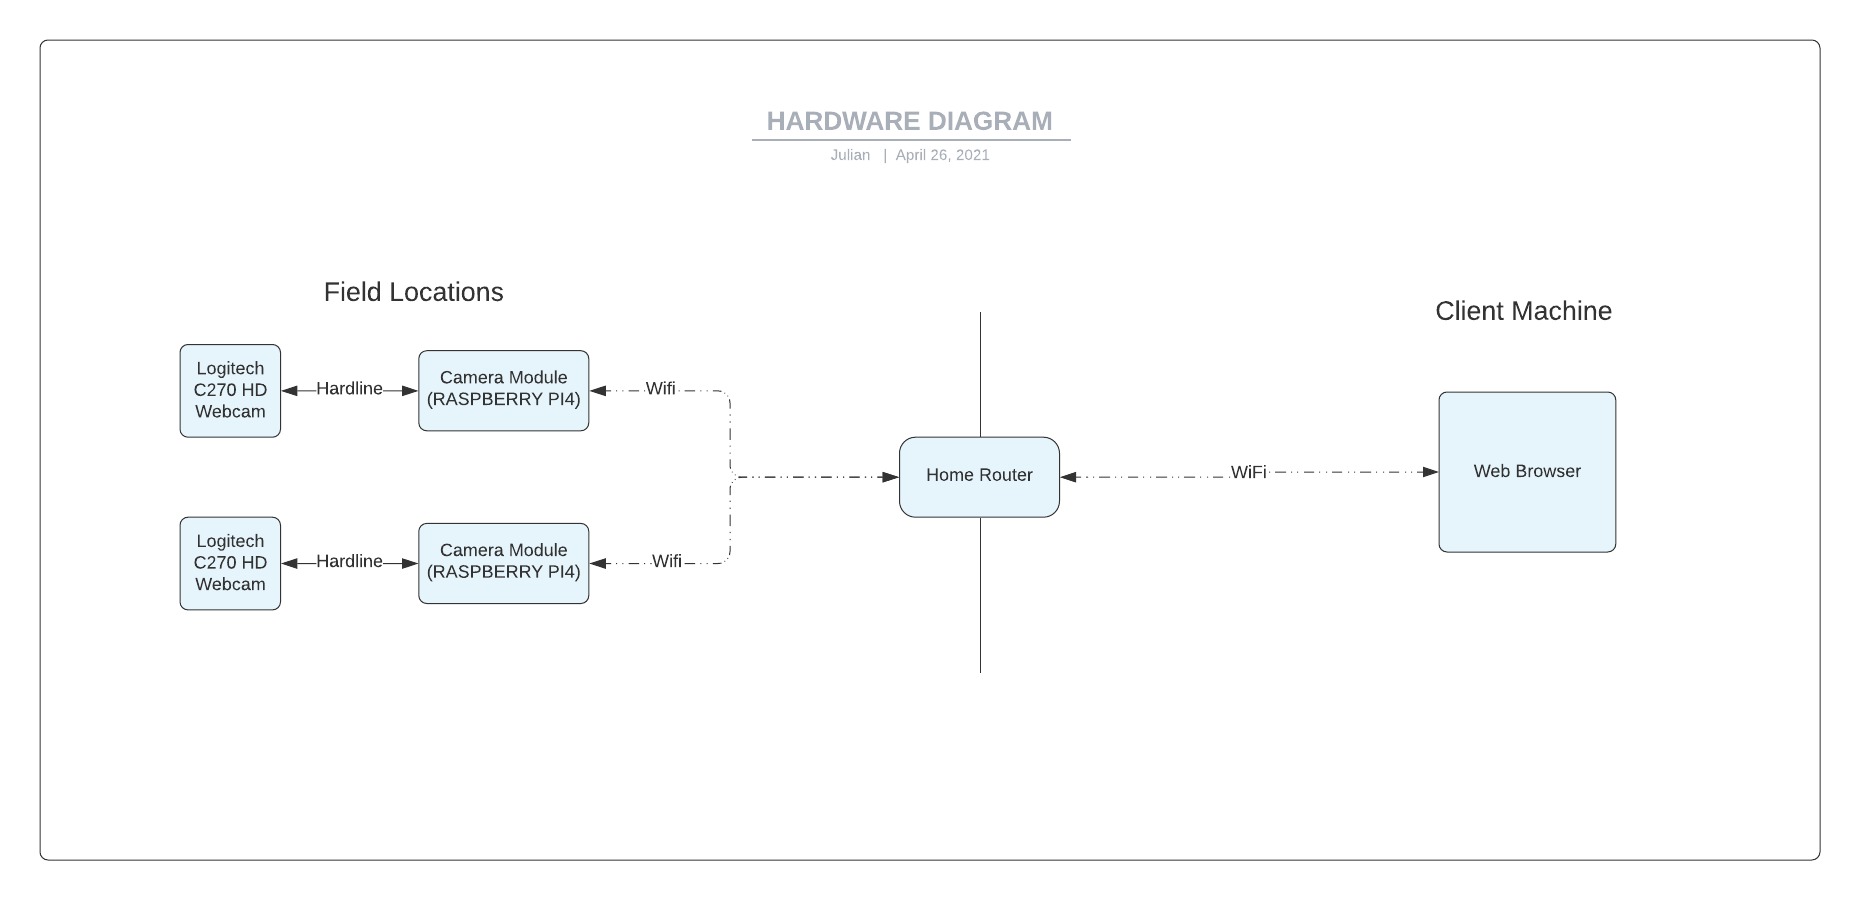 HARDWARE DIAGRAM
Julian | April 26, 2021
Field Locations
Client Machine
Logitech
C270 HD
Webcam
Hardline
Camera Module
(RASPBERRY PI4)
Wifi
Home Router
WiFi
Web Browser
Logitech
C270 HD
Webcam
Hardline
Camera Module
(RASPBERRY PI4)
Wifi